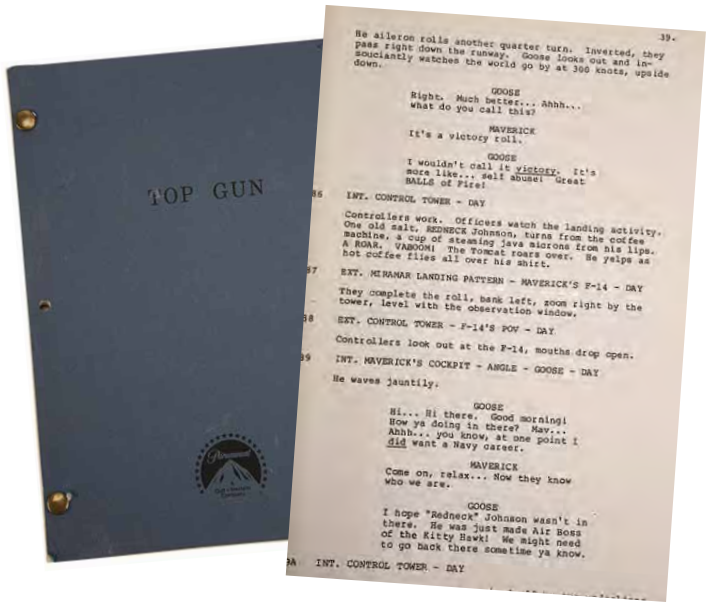 TOP GUN
Paramount
39.
He aileron rolls another quarter turn. Inverted, they
pass right down the runway. Goose looks out and in-
souciantly watches the world go by at 300 knots, upside
down.
GOOSE
Right. Much better... Ahhh...
what do you call this?
MAVERICK
It's a victory roll.
GOOSE
I wouldn't call it victory. It's
more like... self abuse! Great
BALLS of Fire!
86 INT. CONTROL TOWER - DAY
Controllers work. Officers watch the landing activity.
One old salt, REDNECK Johnson, turns from the coffee
machine, a cup of steaming java microns from his lips.
A ROAR. VABOOM! The Tomcat roars over. He yelps as
hot coffee flies all over his shirt.
87 EXT. MIRAMAR LANDING PATTERN - MAVERICK'S F-14 - DAY
They complete the roll, bank left, zoom right by the
tower, level with the observation window.
88 EXT. CONTROL TOWER - F-14'S POV - DAY
Controllers look out at the F-14, mouths drop open.
89 INT. MAVERICK'S COCKPIT - ANGLE - GOOSE - DAY
He waves jauntily.
GOOSE
Hi... Hi there. Good morning!
How ya doing in there? Mav...
Ahhh... you know, at one point I
did want a Navy career.
MAVERICK
Come on, relax... Now they know
who we are.
GOOSE
I hope "Redneck" Johnson wasn't in
there. He was just made Air Boss
of the Kitty Hawk! We might need
to go back there sometime ya know.
9A INT. CONTROL TOWER - DAY